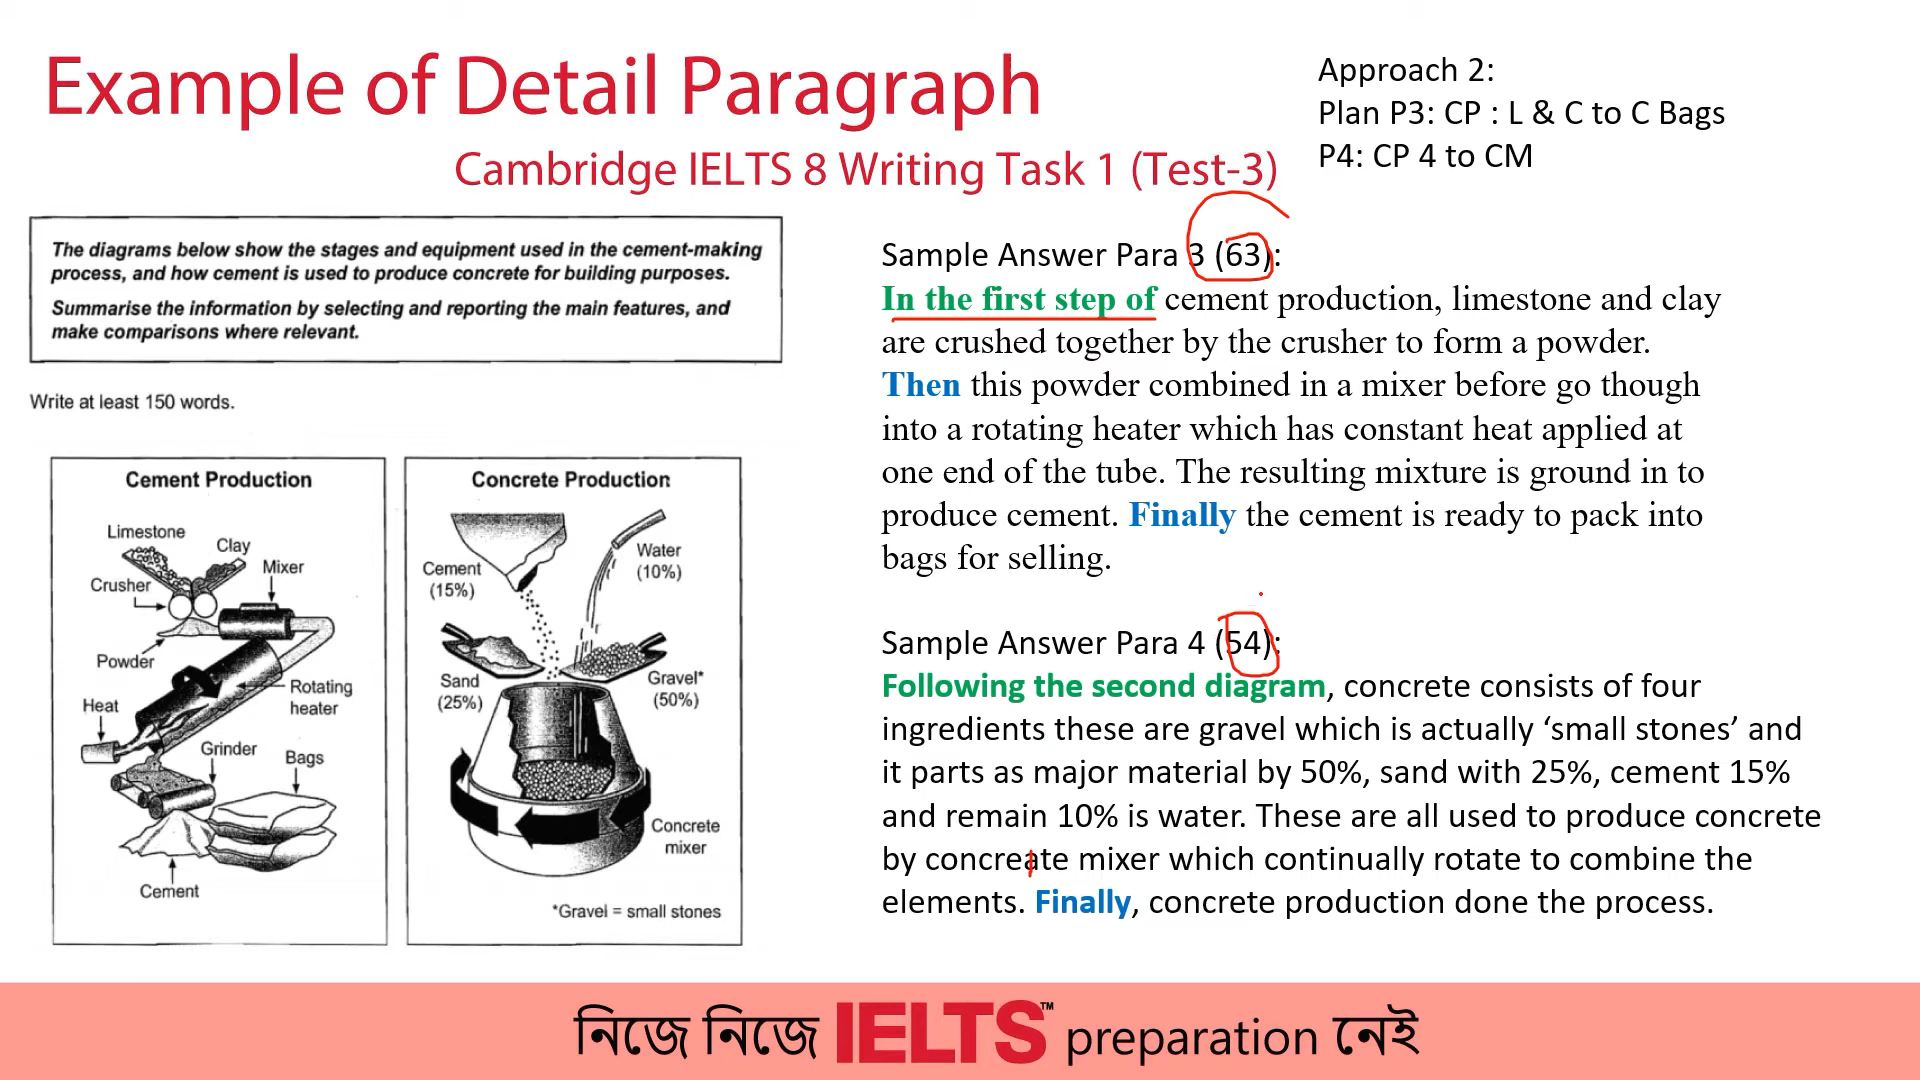 Example of Detail Paragraph
Cambridge IELTS 8 Writing Task 1 (Test-3)
Approach 2:
Plan P3: CP : L & C to C Bags
P4: CP 4 to CM
The diagrams below show the stages and equipment used in the cement-making
process, and how cement is used to produce concrete for building purposes.
Summarise the information by selecting and reporting the main features, and
make comparisons where relevant.
Write at least 150 words.
Cement Production
Limestone
Clay
Crusher
Mixer
Powder
Rotating
heater
Heat
Grinder
Bags
Cement
Concrete Production
Water
(10%)
Cement
(15%)
Sand
(25%)
Gravel*
(50%)
Concrete
mixer
*Gravel = small stones
Sample Answer Para 3 (63):
In the first step of cement production, limestone and clay
are crushed together by the crusher to form a powder.
Then this powder combined in a mixer before go though
into a rotating heater which has constant heat applied at
one end of the tube. The resulting mixture is ground in to
produce cement. Finally the cement is ready to pack into
bags for selling.
Sample Answer Para 4 (54):
Following the second diagram, concrete consists of four
ingredients these are gravel which is actually ‘small stones’ and
it parts as major material by 50%, sand with 25%, cement 15%
and remain 10% is water. These are all used to produce concrete
by concreate mixer which continually rotate to combine the
elements. Finally, concrete production done the process.
নিজে নিজে IELTS™ preparation নেই